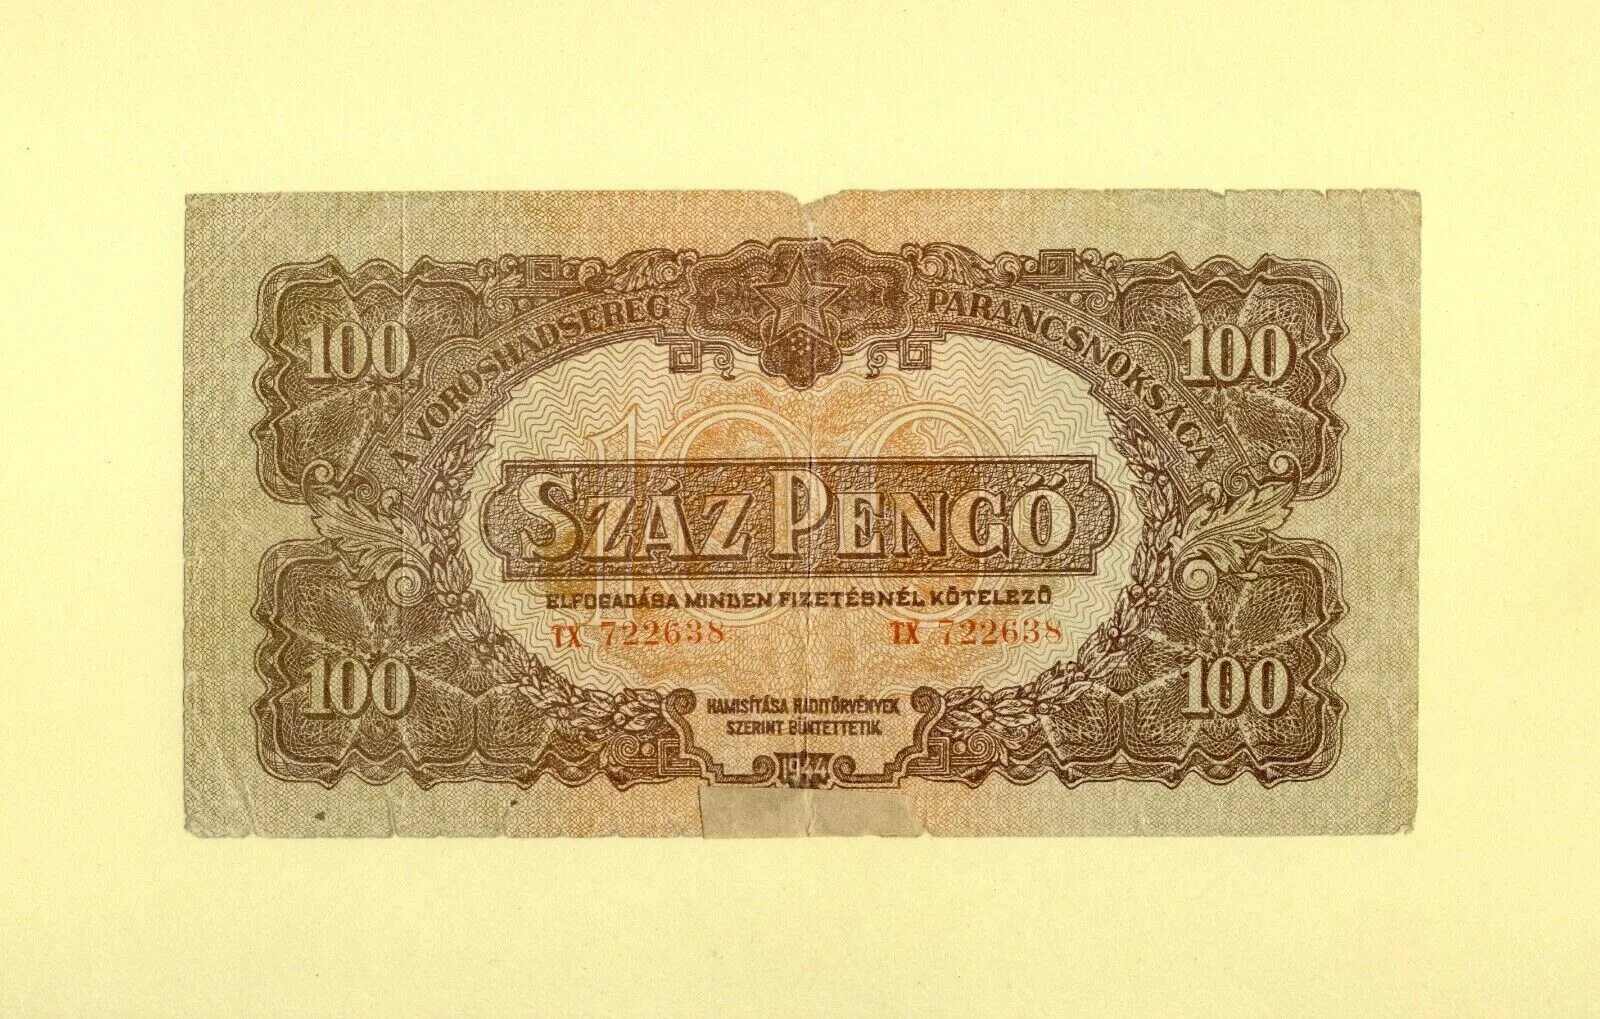 A VÖRÖSHADSEREG PARANCSNOKSÁGA
100 100
100
SZÁZ PENGŐ
ELFOGADÁSA MINDEN FIZETÉSNÉL KÖTELEZŐ
TX 722638 TX 722638
100 100
HAMISÍTÁSA HADITÖRVÉNYEK
SZERINT BÜNTETTETIK
1944